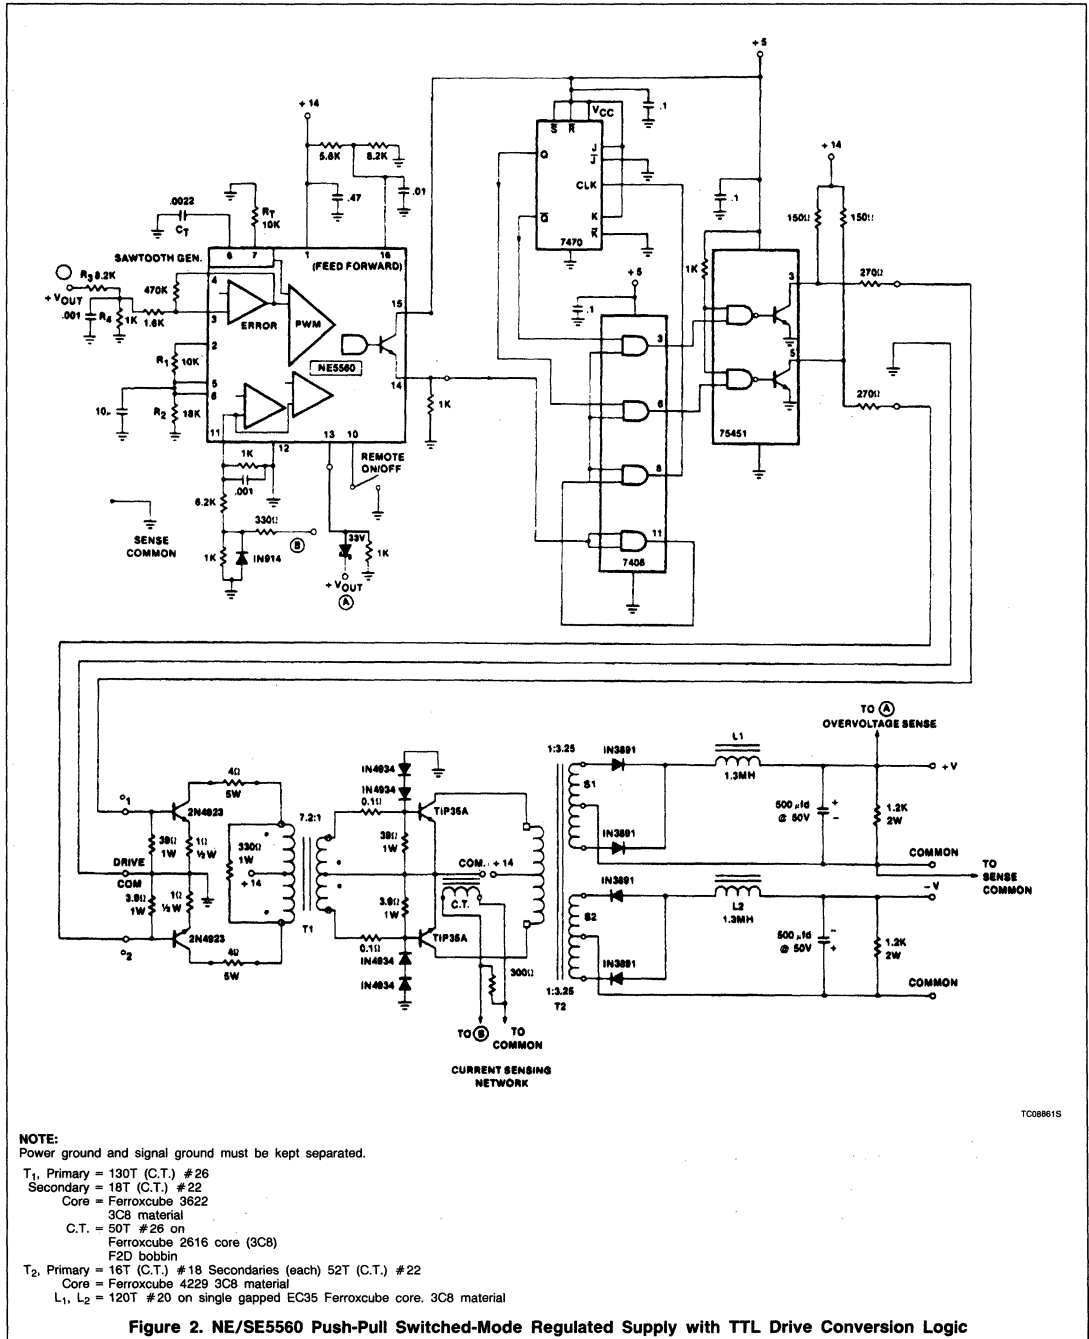 + 5
+ 14
5.6K
8.2K
.47
.01
.0022
C_T
R_T
10K
SAWTOOTH GEN.
6
7
1
16
(FEED FORWARD)
R3 8.2K
+ VOUT
.001
R4
1K
1.6K
470K
4
3
ERROR
PWM
NE5560
15
14
R1
10K
2
5
6
10μ
R2
18K
11
12
13
10
REMOTE
ON/OFF
1K
1K
.001
6.2K
330Ω
B
1K
IN914
SENSE
COMMON
33V
1K
+ VOUT
A
S
R
VCC
.1
Q
J
J
CLK
Q
K
K
7470
+ 5
.1
3
6
8
11
7408
.1
1K
75451
3
5
+ 14
150Ω
150Ω
270Ω
270Ω
TO A
OVERVOLTAGE SENSE
1:3.25
IN3891
L1
1.3MH
+V
S1
500 μfd
@ 50V
+
−
1.2K
2W
IN3891
COMMON
TO
SENSE
COMMON
IN3891
L2
1.3MH
− V
S2
500 μfd
@ 50V
−
+
1.2K
2W
IN3891
COMMON
1:3.25
T2
4Ω
5W
2N4923
1
39Ω
1W
1Ω
½W
DRIVE
COM
3.9Ω
1W
1Ω
½ W
2
2N4923
4Ω
5W
330Ω
1W
+ 14
7.2:1
T1
IN4934
IN4934
0.1Ω
TIP35A
39Ω
1W
COM.
+ 14
C.T.
3.9Ω
1W
TIP35A
0.1Ω
IN4934
IN4934
300Ω
TO B
TO
COMMON
CURRENT SENSING
NETWORK
TC08861S
NOTE:
Power ground and signal ground must be kept separated.
T1, Primary = 130T (C.T.) #26
Secondary = 18T (C.T.) #22
Core = Ferroxcube 3622
3C8 material
C.T. = 50T #26 on
Ferroxcube 2616 core (3C8)
F2D bobbin
T2, Primary = 16T (C.T.) #18 Secondaries (each) 52T (C.T.) #22
Core = Ferroxcube 4229 3C8 material
L1, L2 = 120T #20 on single gapped EC35 Ferroxcube core. 3C8 material
Figure 2. NE/SE5560 Push-Pull Switched-Mode Regulated Supply with TTL Drive Conversion Logic